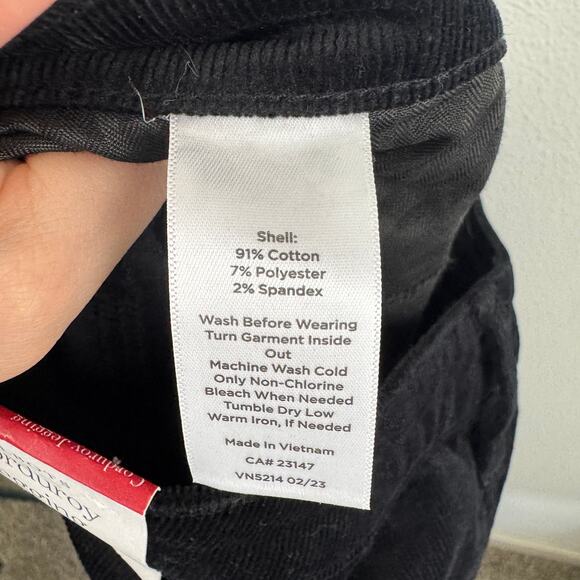 Shell:
91% Cotton
7% Polyester
2% Spandex
Wash Before Wearing
Turn Garment Inside
Out
Machine Wash Cold
Only Non-Chlorine
Bleach When Needed
Tumble Dry Low
Warm Iron, If Needed
Made In Vietnam
CA# 23147
VN5214 02/23
Corduroy Jegging